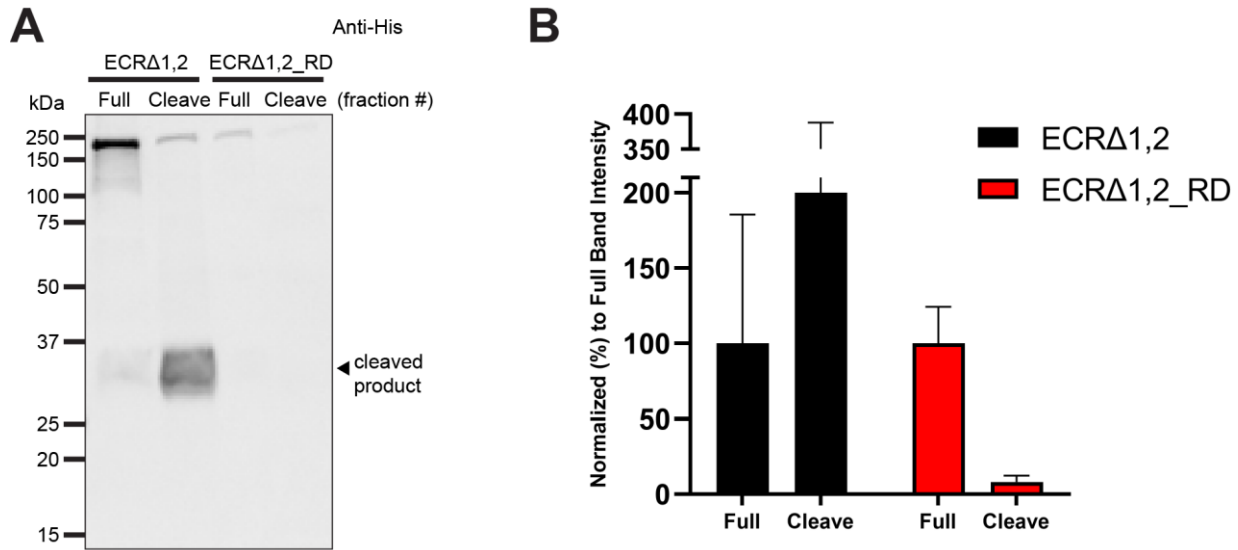 A
Anti-His
ECRΔ1,2 ECRΔ1,2_RD
kDa Full Cleave Full Cleave (fraction #)
250
150
100
75
50
37
cleaved
product
25
20
15
B
Normalized (%) to Full Band Intensity
400
350
200
150
100
50
0
Full Cleave Full Cleave
ECRΔ1,2
ECRΔ1,2_RD